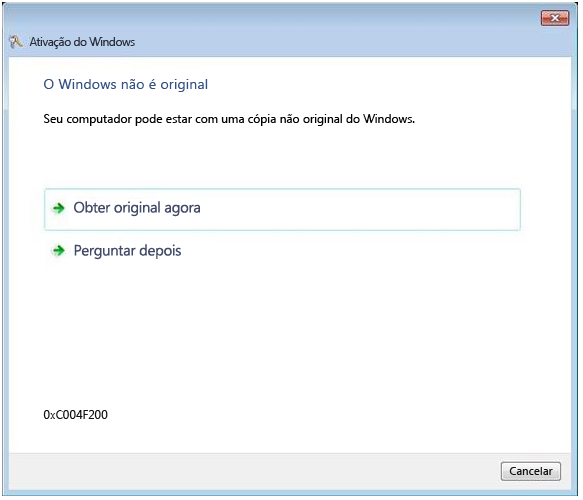 Ativação do Windows
O Windows não é original
Seu computador pode estar com uma cópia não original do Windows.
Obter original agora
Perguntar depois
0xC004F200
Cancelar